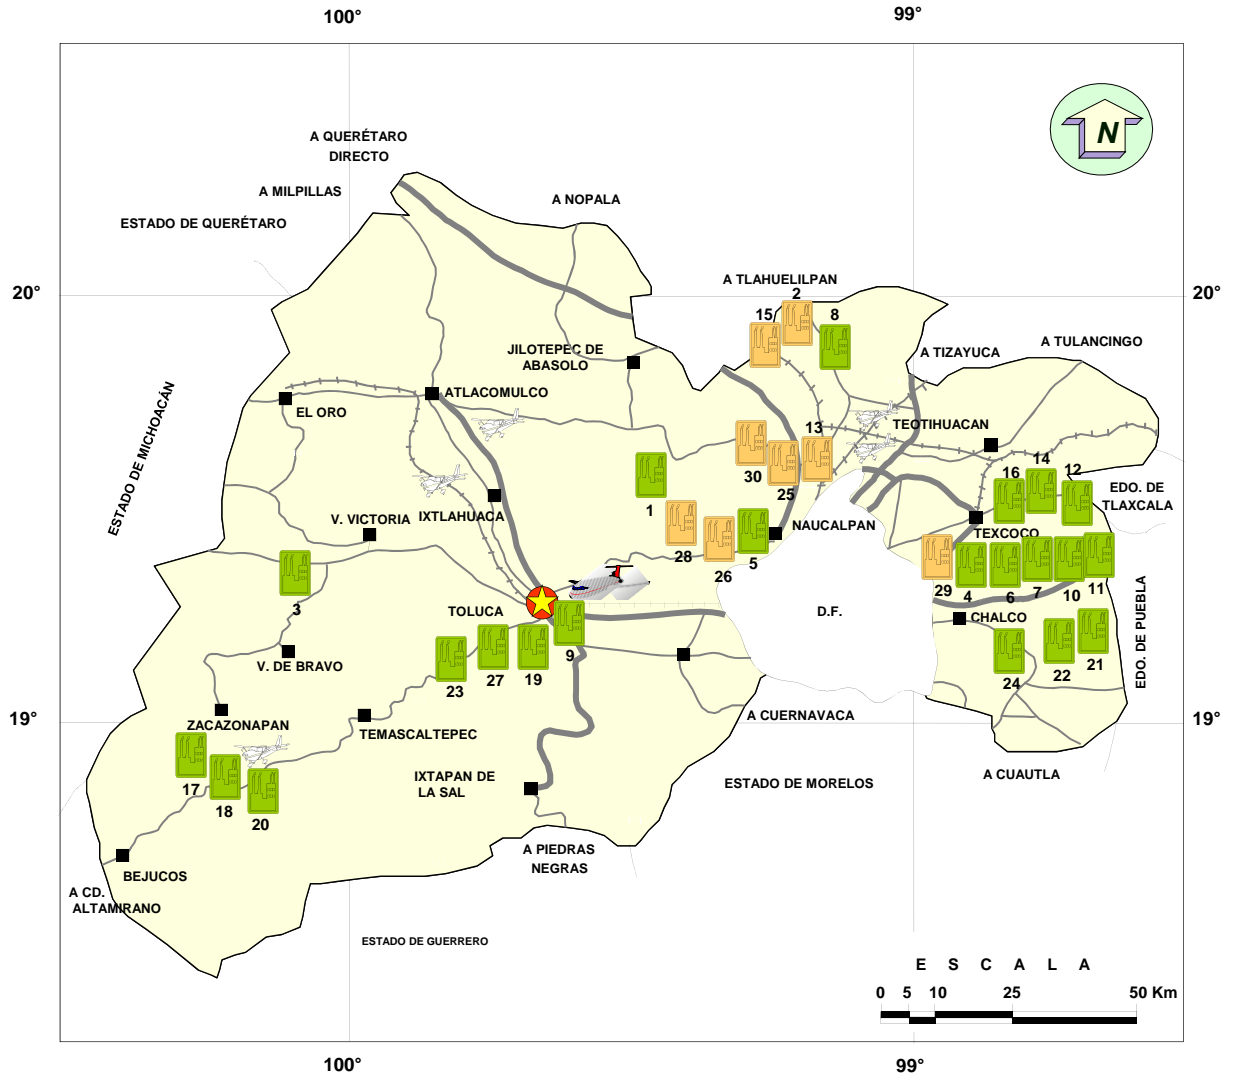 100°
99°
N
A QUERÉTARO
DIRECTO
A MILPILLAS
A NOPALA
ESTADO DE QUERÉTARO
A TLAHUELILPAN
20°
20°
2
15
8
A TULANCINGO
A TIZAYUCA
JILOTEPEC DE
ABASOLO
ATLACOMULCO
EL ORO
TEOTIHUACAN
13
ESTADO DE MICHOACÁN
14
16
12
30
25
EDO. DE
TLAXCALA
1
V. VICTORIA
IXTLAHUACA
NAUCALPAN
TEXCOCO
28
26
5
29
4
6
7
10
11
3
TOLUCA
D.F.
CHALCO
EDO. DE PUEBLA
V. DE BRAVO
9
23
27
19
24
22
21
ZACAZONAPAN
TEMASCALTEPEC
A CUERNAVACA
19°
19°
IXTAPAN DE
LA SAL
ESTADO DE MORELOS
A CUAUTLA
17
18
20
A PIEDRAS
NEGRAS
BEJUCOS
A CD.
ALTAMIRANO
ESTADO DE GUERRERO
E S C A L A
0 5 10 25 50 Km
100°
99°